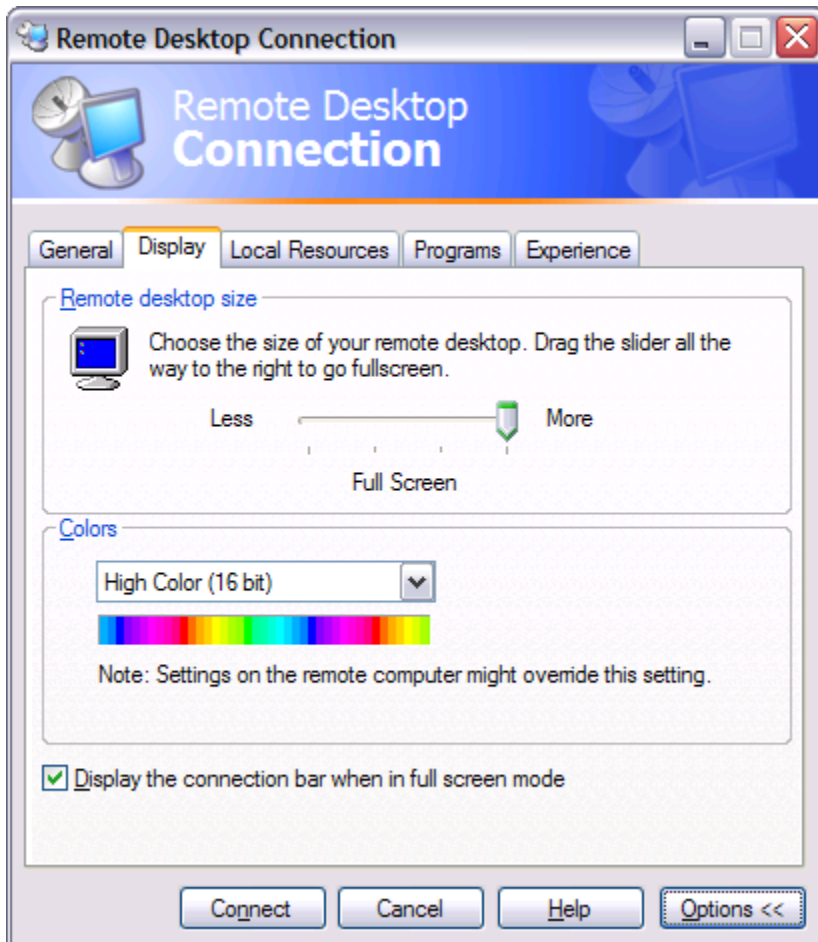 Remote Desktop Connection
Remote Desktop
Connection
General Display Local Resources Programs Experience
Remote desktop size
Choose the size of your remote desktop. Drag the slider all the
way to the right to go fullscreen.
Less More
Full Screen
Colors
High Color (16 bit)
Note: Settings on the remote computer might override this setting.
Display the connection bar when in full screen mode
Connect Cancel Help Options <<